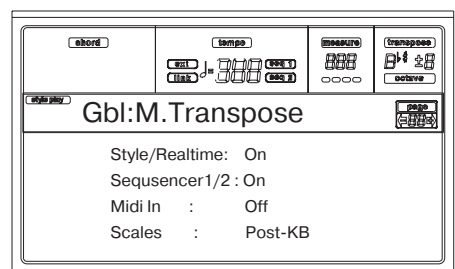 chord tempo measure transpose
ext seq 1
link seq 2
octave
style play
Gbl:M.Transpose
page
Style/Realtime: On
Sequsencer1/2 : On
Midi In : Off
Scales : Post-KB